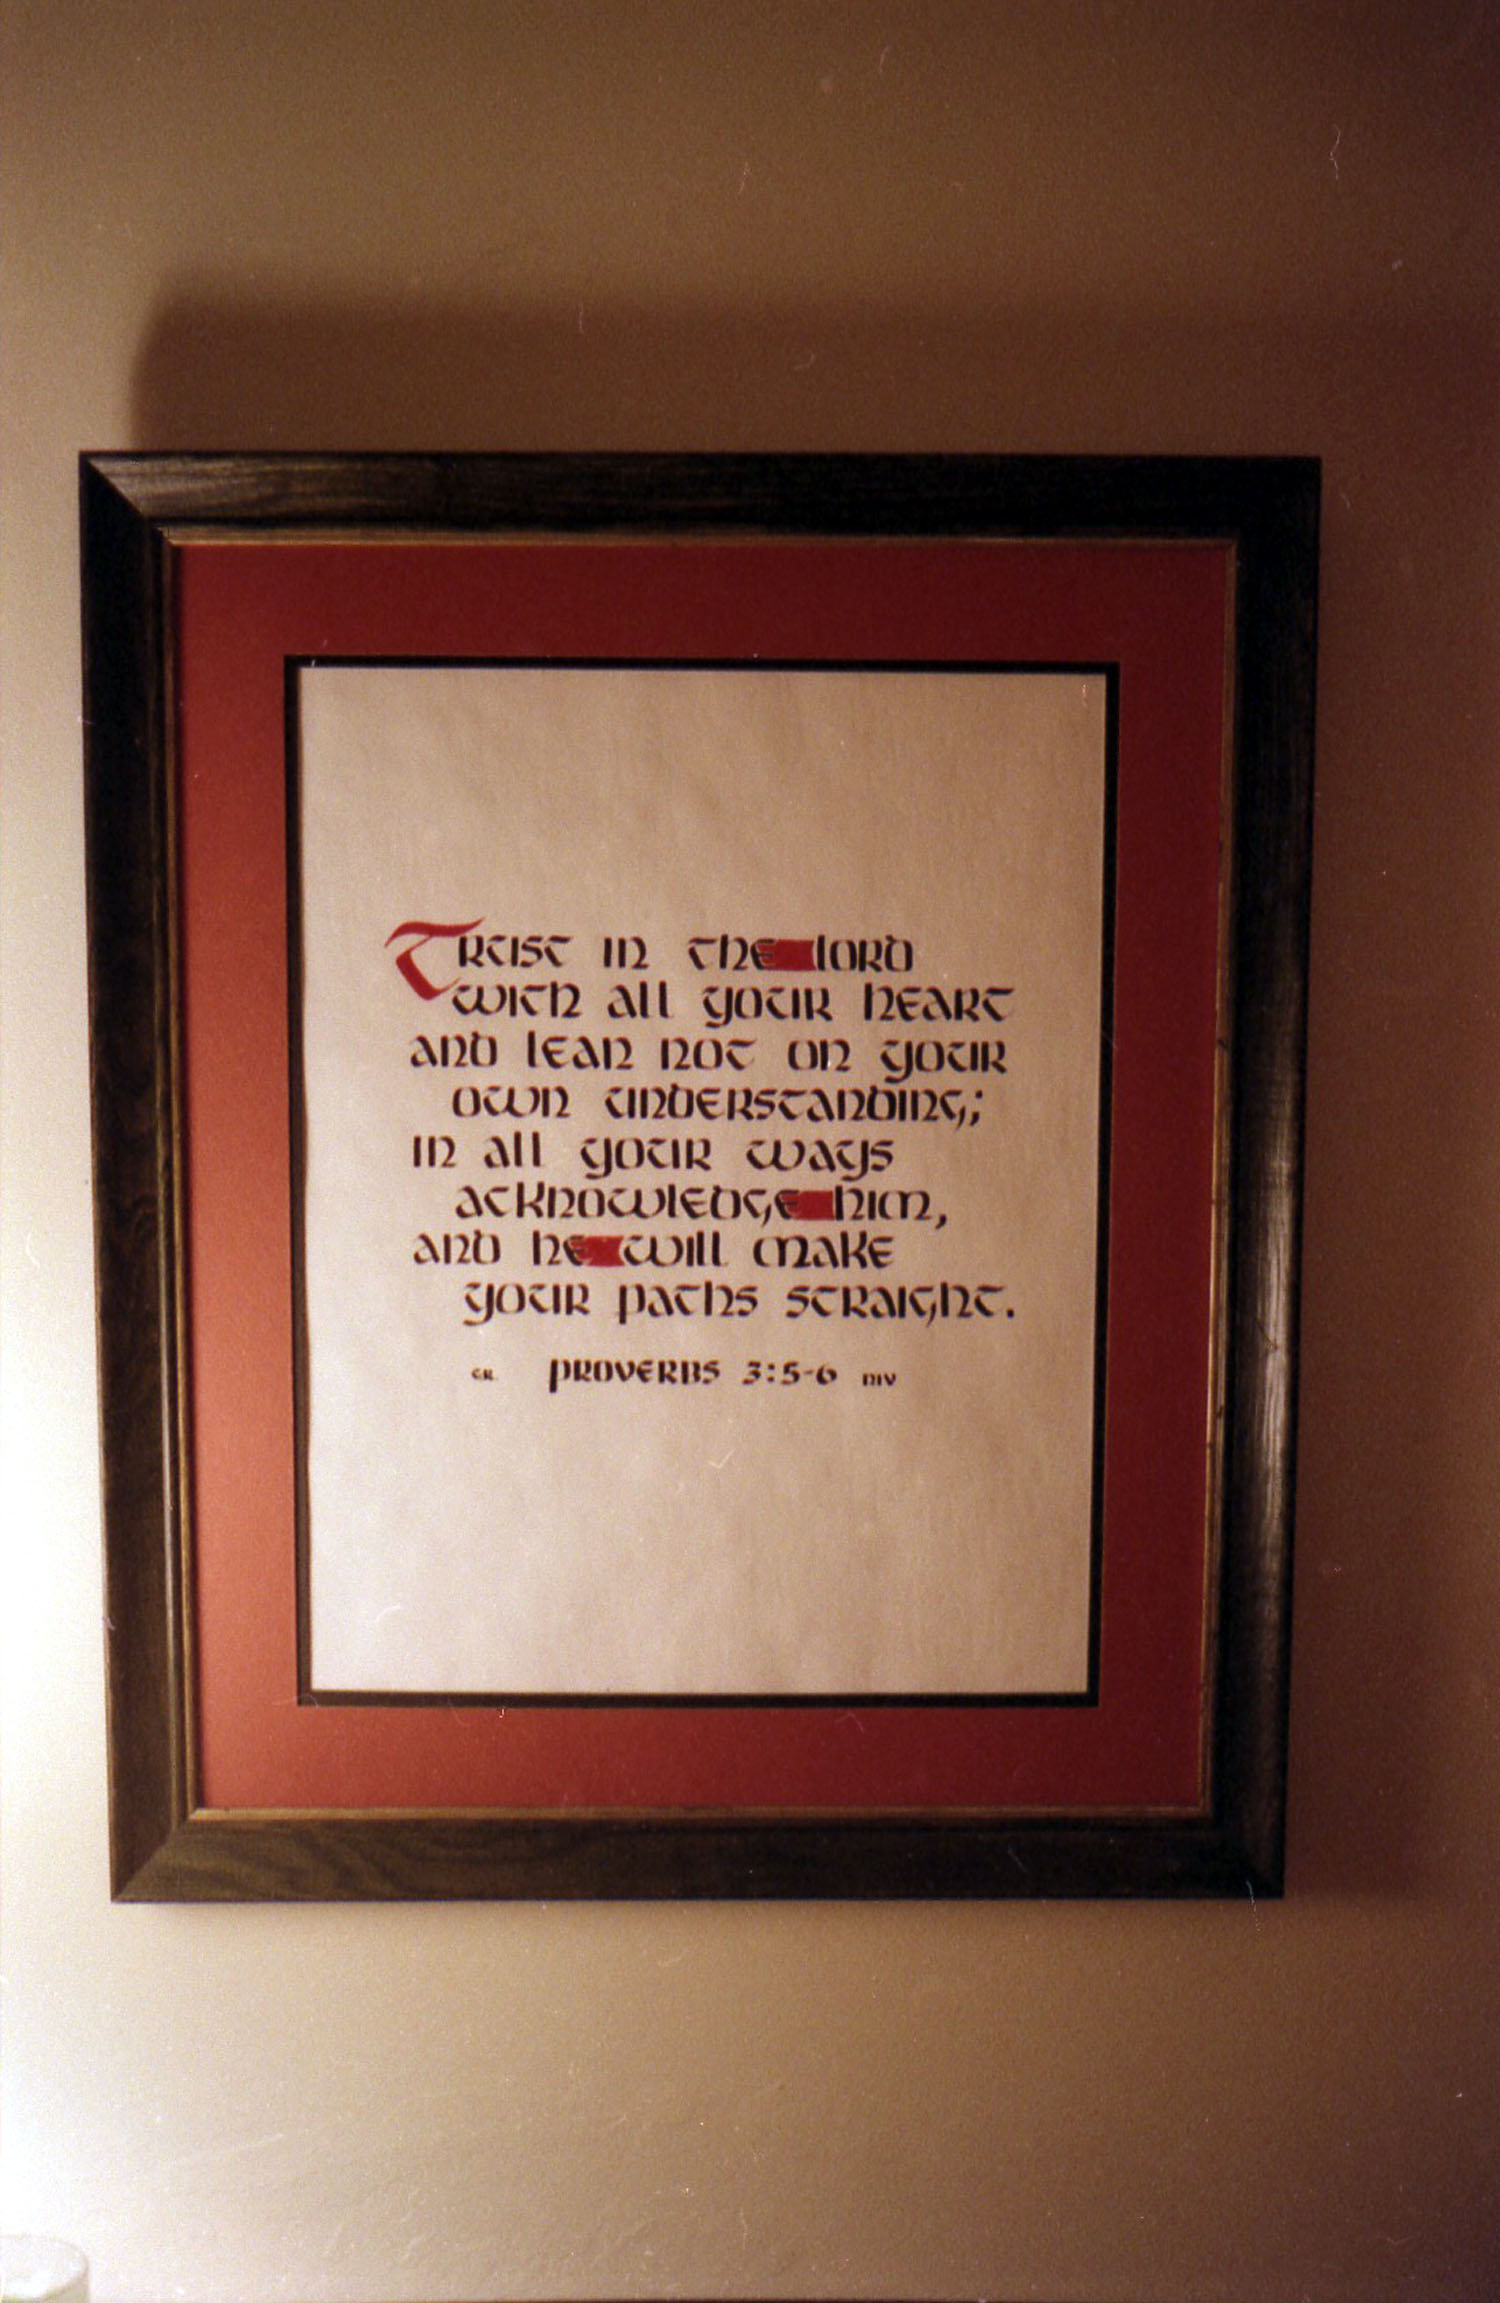 Trust in the lord
with all your heart
and lean not on your
own understanding;
in all your ways
acknowledge him,
and he will make
your paths straight.
CR Proverbs 3:5-6 NIV